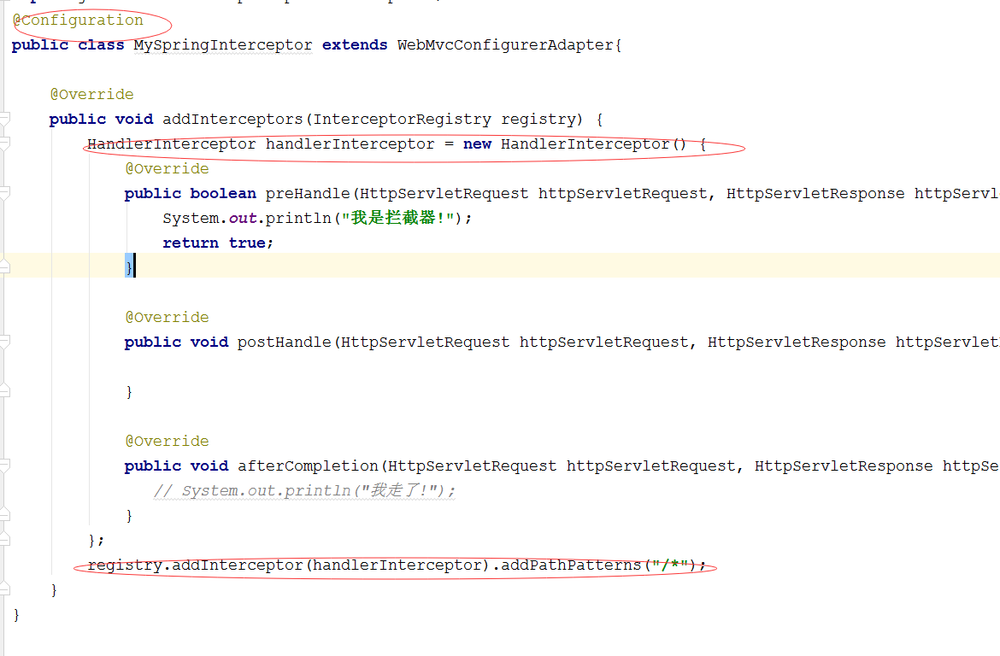 @Configuration
public class MySpringInterceptor extends WebMvcConfigurerAdapter{
@Override
public void addInterceptors(InterceptorRegistry registry) {
HandlerInterceptor handlerInterceptor = new HandlerInterceptor() {
@Override
public boolean preHandle(HttpServletRequest httpServletRequest, HttpServletResponse httpServl
System.out.println("我是拦截器!");
return true;
}
@Override
public void postHandle(HttpServletRequest httpServletRequest, HttpServletResponse httpServlet
}
@Override
public void afterCompletion(HttpServletRequest httpServletRequest, HttpServletResponse httpSe
// System.out.println("我走了!");
}
};
registry.addInterceptor(handlerInterceptor).addPathPatterns("/*");
}
}